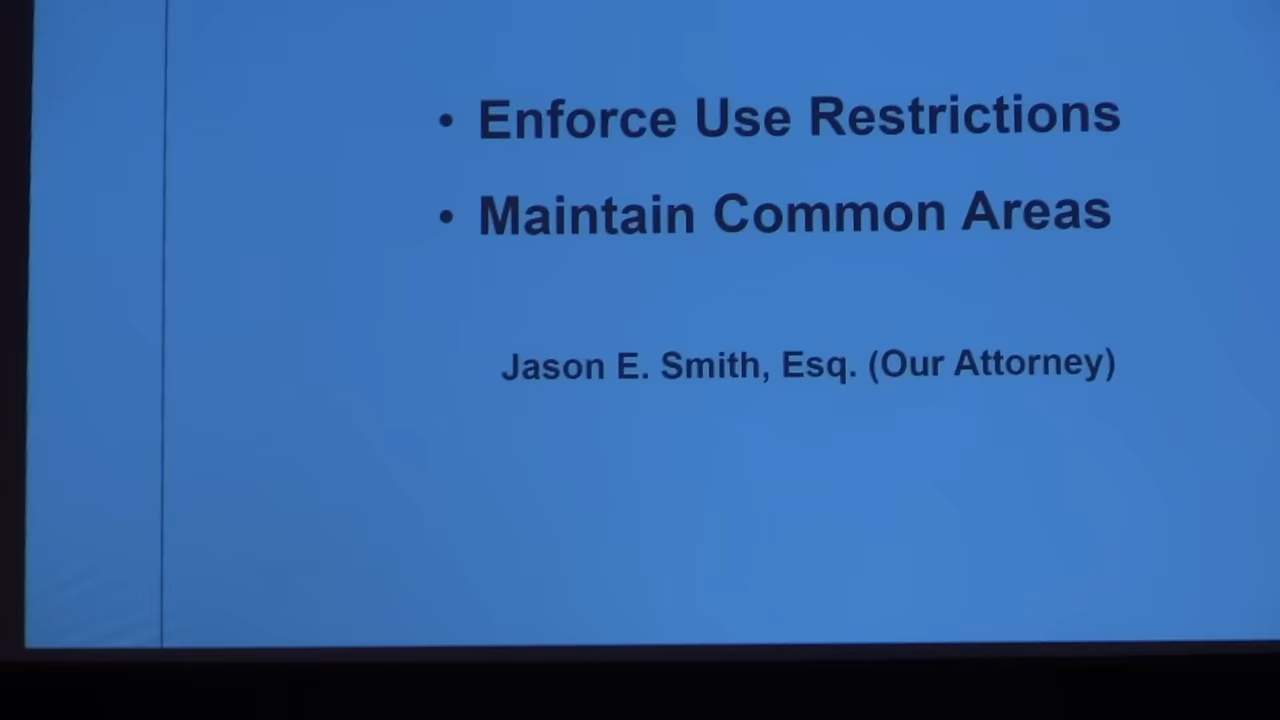 • Enforce Use Restrictions
• Maintain Common Areas
Jason E. Smith, Esq. (Our Attorney)